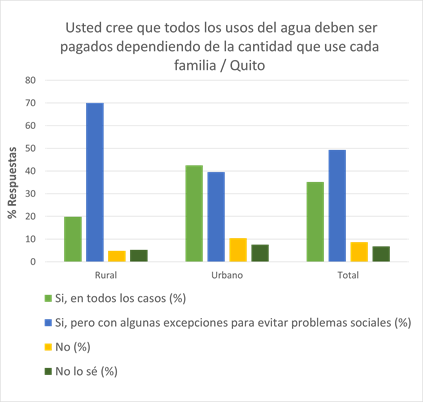 Usted cree que todos los usos del agua deben ser
pagados dependiendo de la cantidad que use cada
familia / Quito
% Respuestas
80
70
60
50
40
30
20
10
0
Rural
Urbano
Total
Si, en todos los casos (%)
Si, pero con algunas excepciones para evitar problemas sociales (%)
No (%)
No lo sé (%)